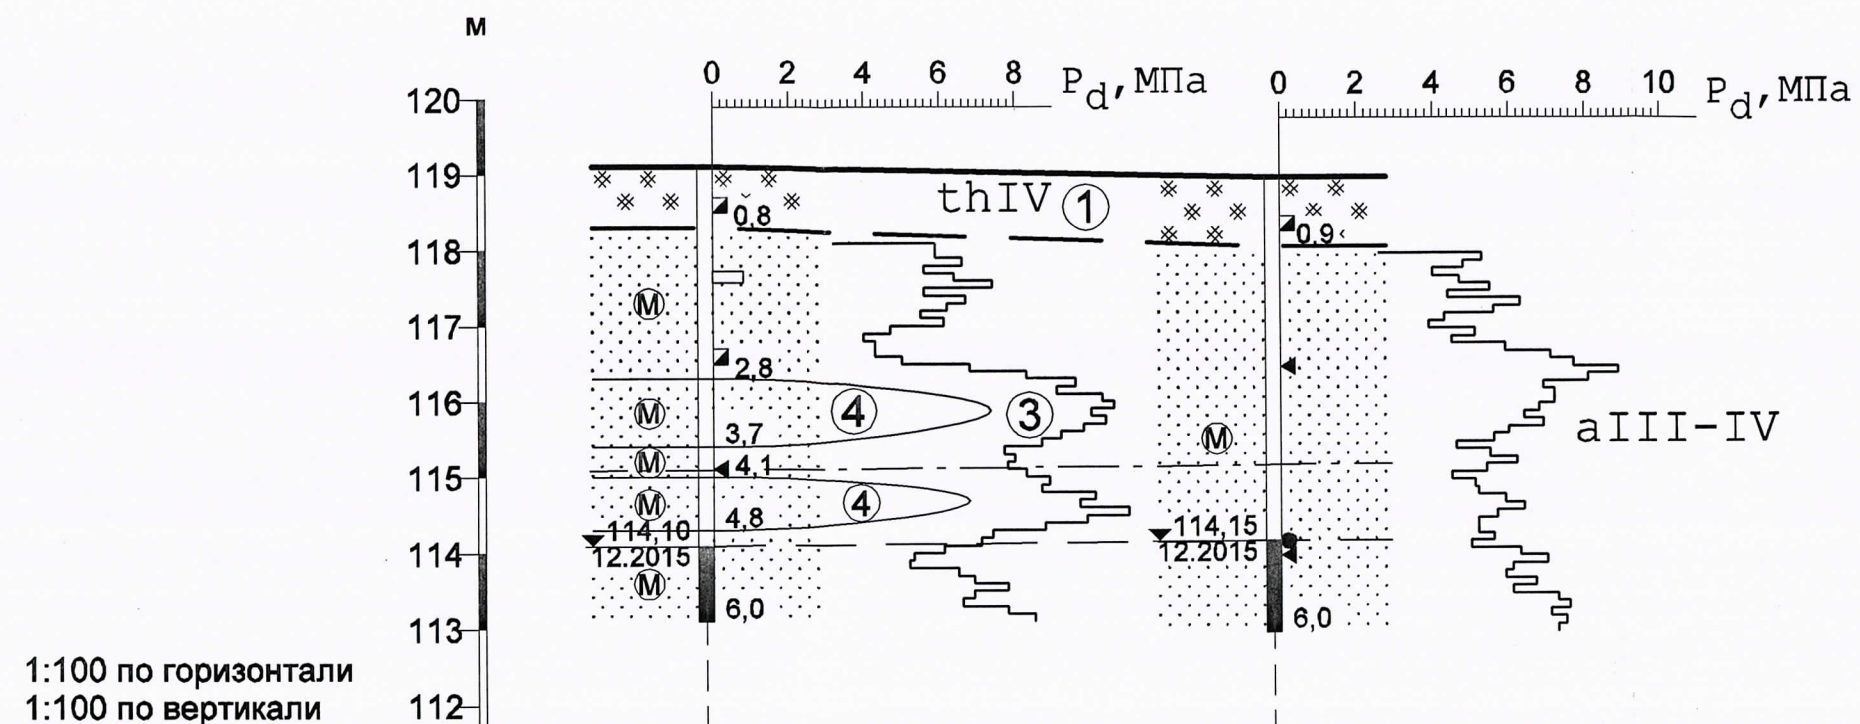 м
0 2 4 6 8 Pd, МПа
0 2 4 6 8 10 Pd, МПа
120
119
118
117
116
115
114
113
112
thIV 1
0,8
0,9
М
2,8
М
4
3
3,7
М
4,1
М
4
4,8
114,10
12.2015
М
6,0
М
aIII-IV
114,15
12.2015
6,0
1:100 по горизонтали
1:100 по вертикали